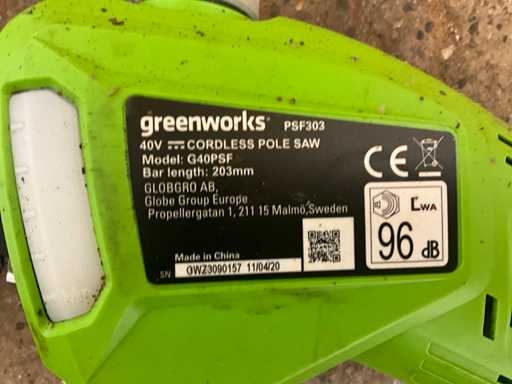 greenworks PSF303
40V CORDLESS POLE SAW
Model: G40PSF
Bar length: 203mm
GLOBGRO AB,
Globe Group Europe
Propellergatan 1, 211 15 Malmö,Sweden
CE
LWA
96 dB
Made in China
SN GWZ3090157 11/04/20